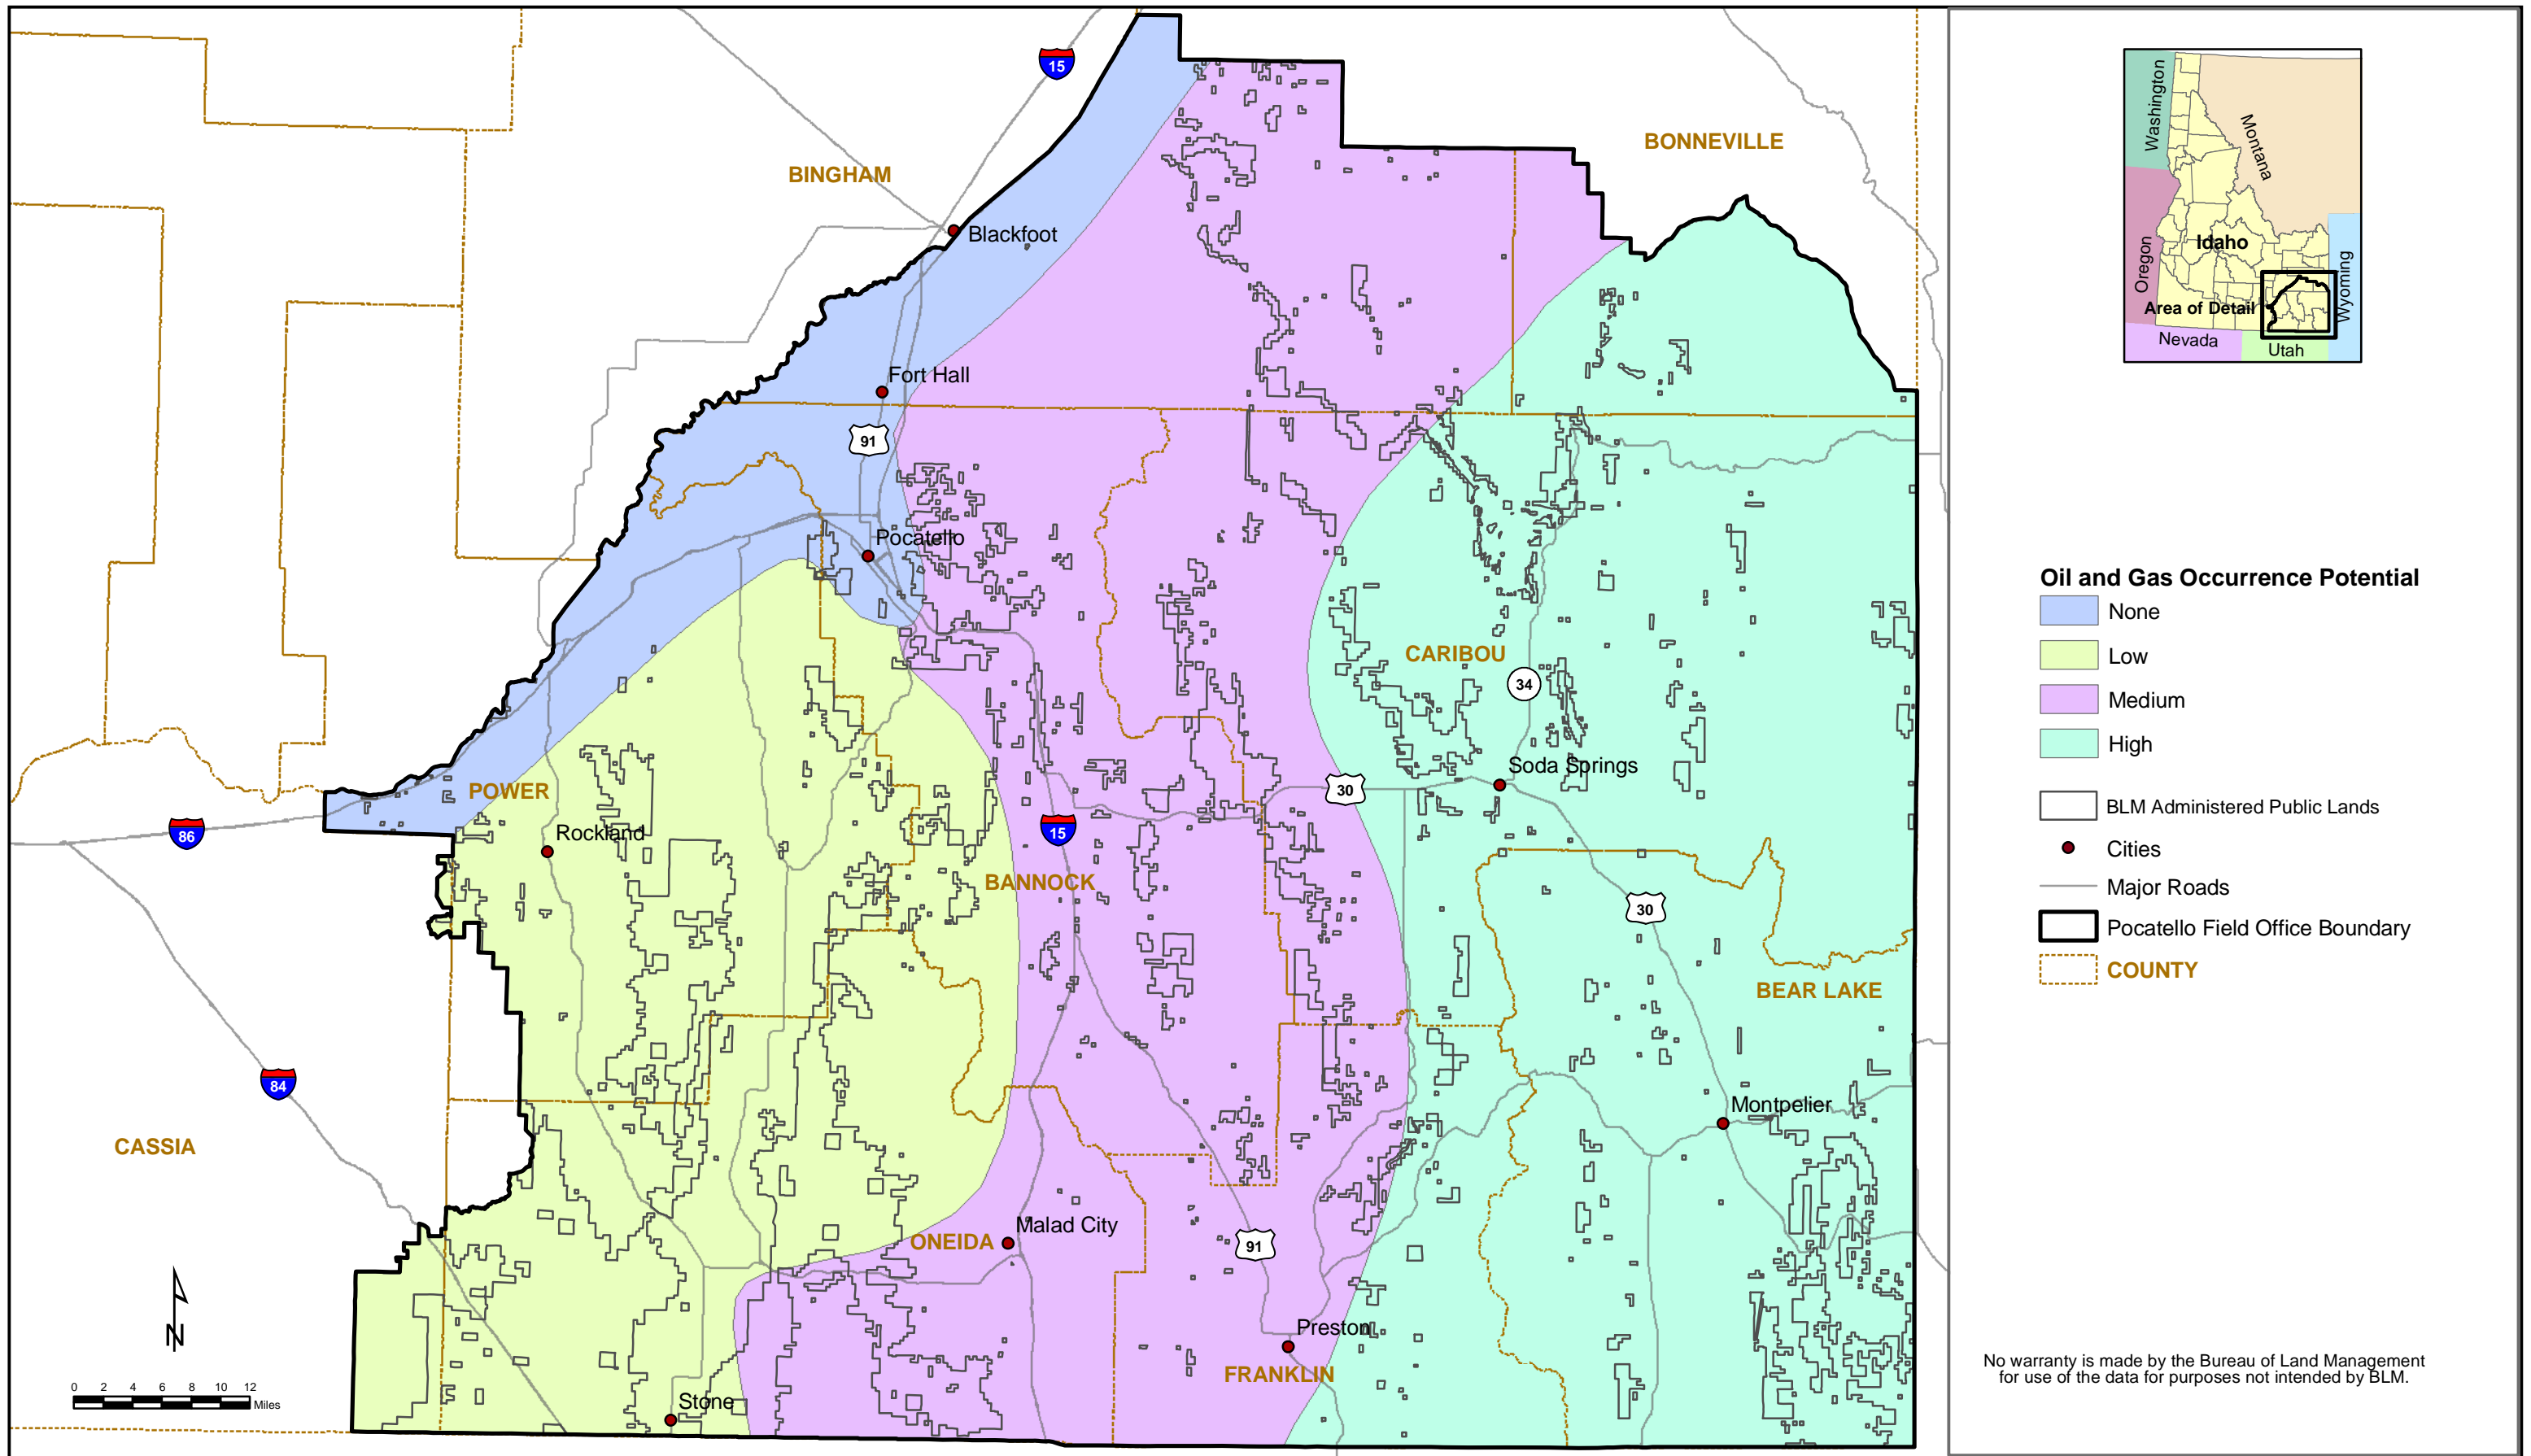 15
BINGHAM
BONNEVILLE
Blackfoot
Fort Hall
91
Pocatello
CARIBOU
34
Soda Springs
30
POWER
Rockland
86
15
BANNOCK
30
BEAR LAKE
84
CASSIA
Montpelier
Malad City
ONEIDA
91
Preston
FRANKLIN
Stone
N
0 2 4 6 8 10 12
Miles
Washington
Montana
Oregon
Idaho
Wyoming
Area of Detail
Nevada
Utah
Oil and Gas Occurrence Potential
None
Low
Medium
High
BLM Administered Public Lands
Cities
Major Roads
Pocatello Field Office Boundary
COUNTY
No warranty is made by the Bureau of Land Management
for use of the data for purposes not intended by BLM.